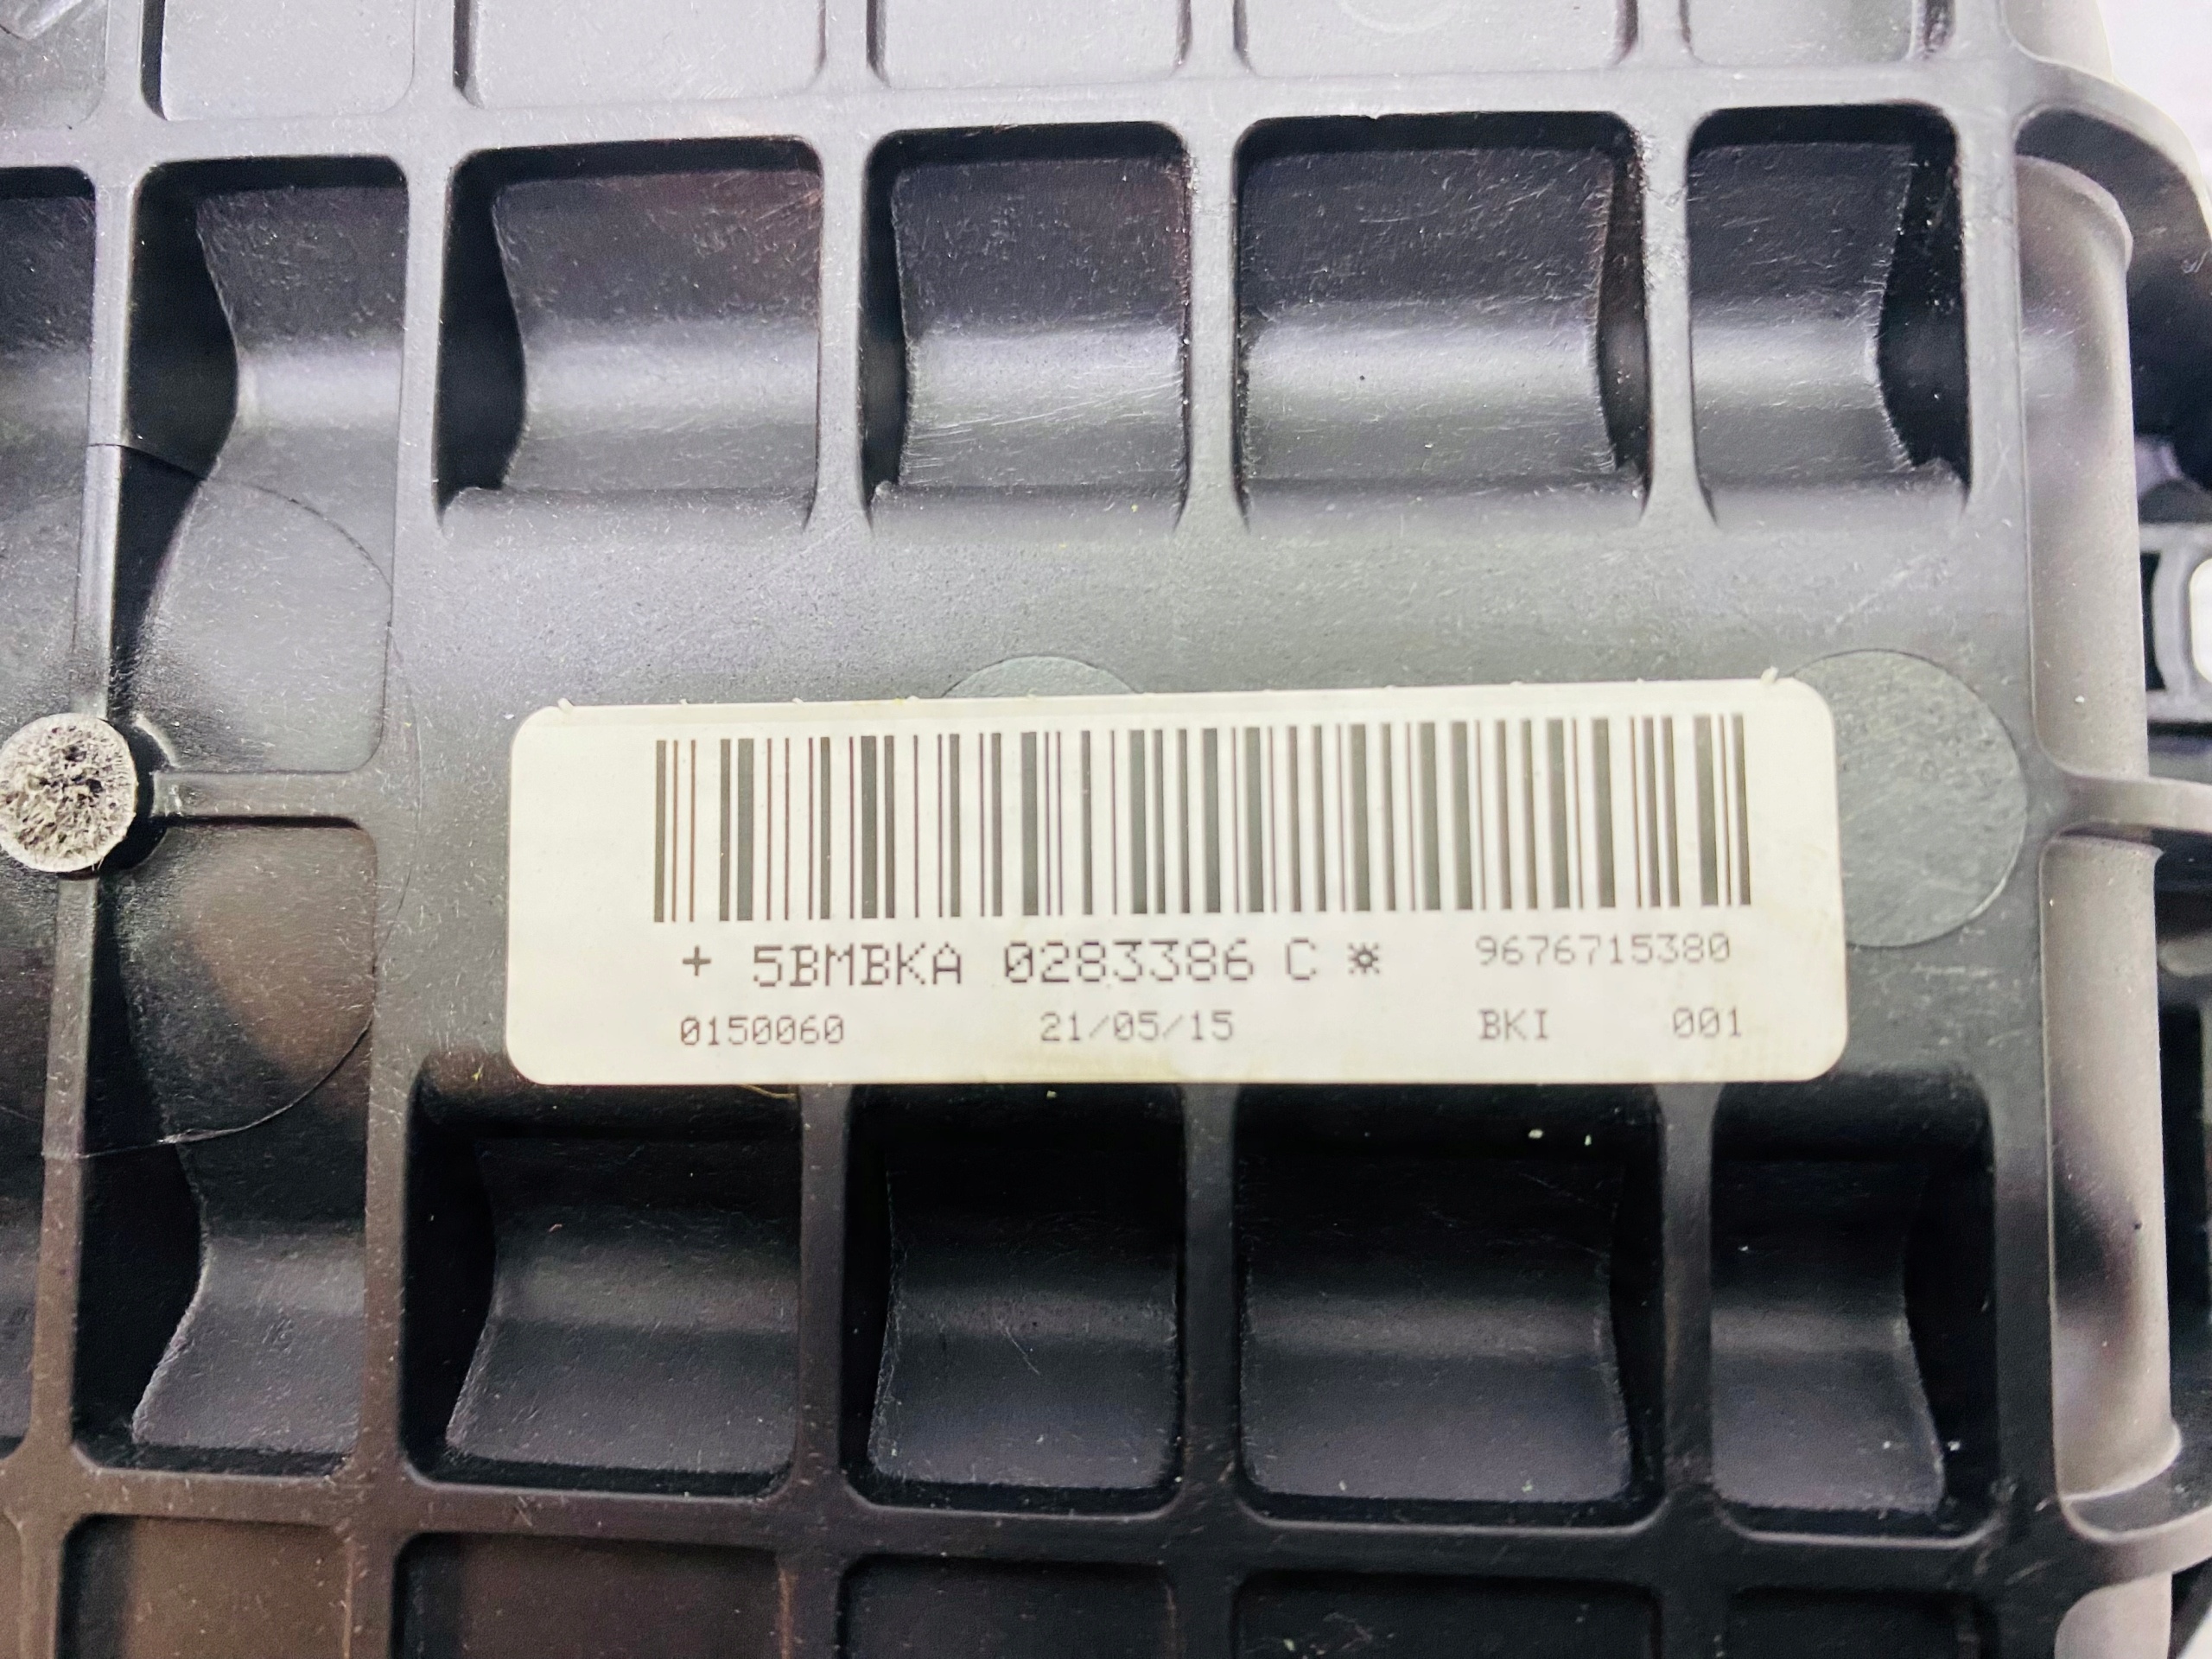 + 5BMBKA 0283386 C ⛯ 9676715380
0150060 21/05/15 BKI 001